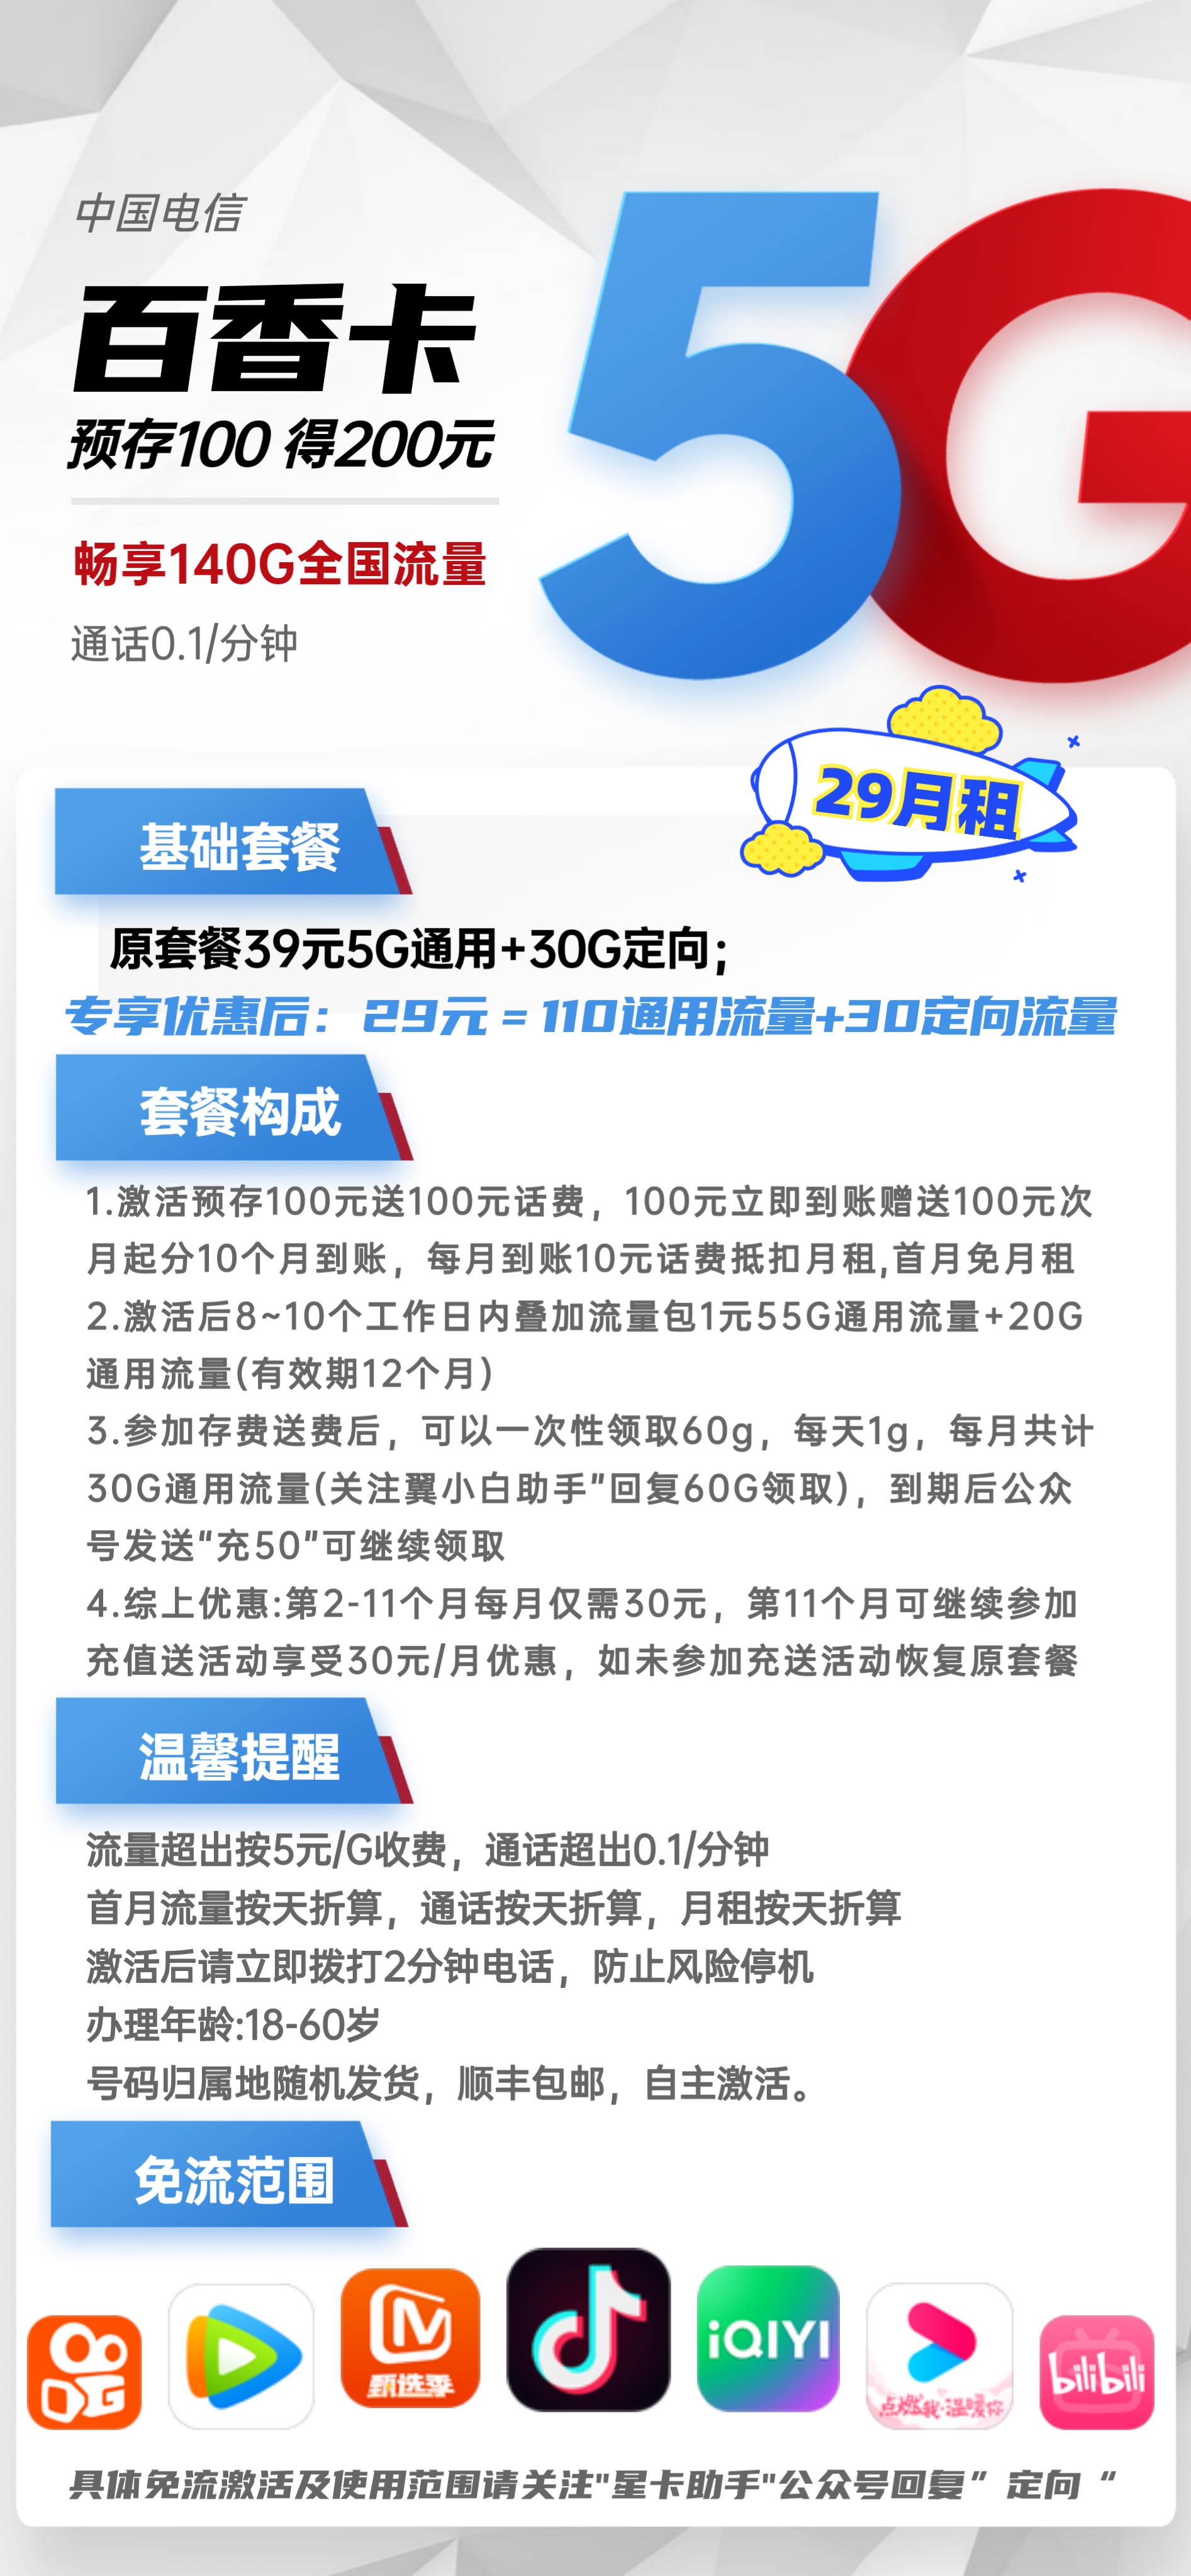 中国电信
5G
百香卡
预存100 得200元
畅享140G全国流量
通话0.1/分钟
29月租
基础套餐
原套餐39元5G通用+30G定向；
专享优惠后：29元 = 110通用流量+30定向流量
套餐构成
1.激活预存100元送100元话费，100元立即到账赠送100元次
月起分10个月到账，每月到账10元话费抵扣月租,首月免月租
2.激活后8~10个工作日内叠加流量包1元55G通用流量+20G
通用流量(有效期12个月)
3.参加存费送费后，可以一次性领取60g，每天1g，每月共计
30G通用流量(关注翼小白助手”回复60G领取)，到期后公众
号发送“充50”可继续领取
4.综上优惠:第2-11个月每月仅需30元，第11个月可继续参加
充值送活动享受30元/月优惠，如未参加充送活动恢复原套餐
温馨提醒
流量超出按5元/G收费，通话超出0.1/分钟
首月流量按天折算，通话按天折算，月租按天折算
激活后请立即拨打2分钟电话，防止风险停机
办理年龄:18-60岁
号码归属地随机发货，顺丰包邮，自主激活。
免流范围
甄选季
iQIYI
点燃我·温暖你
bilibili
具体免流激活及使用范围请关注"星卡助手"公众号回复” 定向 “